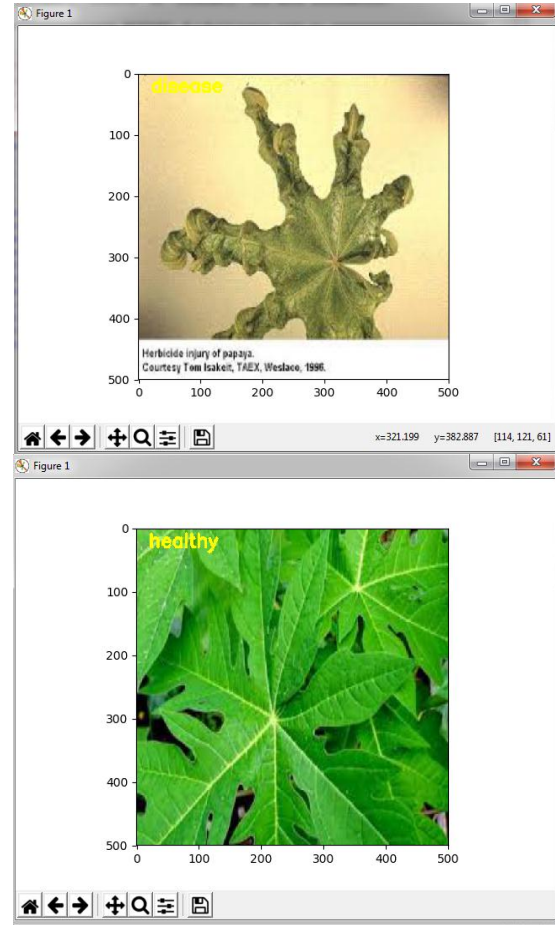 Figure 1
disease
0
100
200
300
400
500
0 100 200 300 400 500
Herbicide injury of papaya.
Courtesy Tom Isakeit, TAEX, Weslaco, 1996.
x=321.199 y=382.887 [114, 121, 61]
Figure 1
healthy
0
100
200
300
400
500
0 100 200 300 400 500